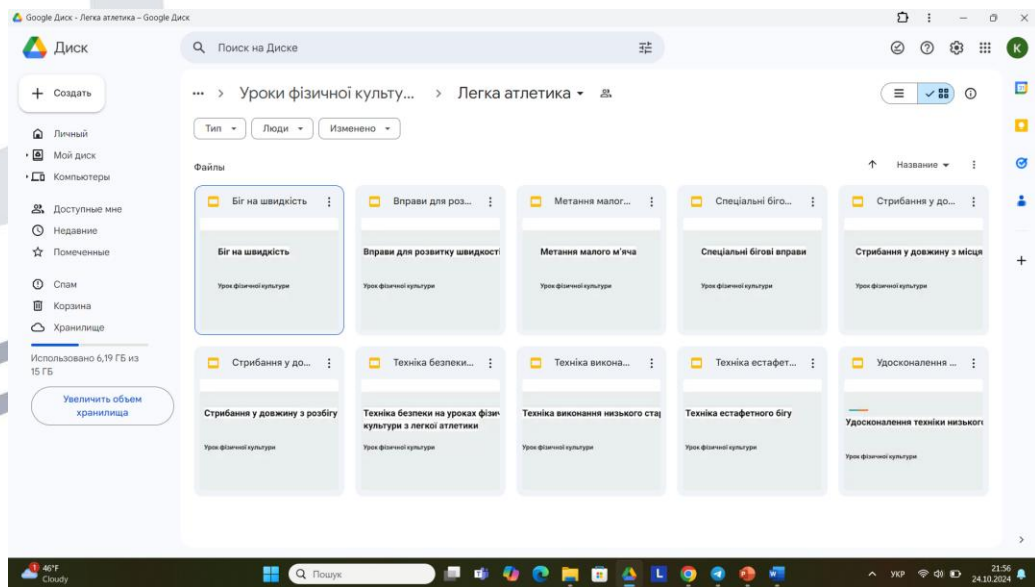 Google Диск - Легка атлетика – Google Диск
Диск
Поиск на Диске
К
Создать
Личный
Мой диск
Компьютеры
Доступные мне
Недавние
Помеченные
Спам
Корзина
Хранилище
Использовано 6,19 ГБ из
15 ГБ
Увеличить объем
хранилища
... > Уроки фізичної культу... > Легка атлетика
Тип Люди Изменено
Файлы Название
Біг на швидкість Вправи для роз... Метання малог... Спеціальні біго... Стрибання у до...
Біг на швидкість Вправи для розвитку швидкості Метання малого м'яча Спеціальні бігові вправи Стрибання у довжину з місця
Урок фізичної культури Урок фізичної культури Урок фізичної культури Урок фізичної культури Урок фізичної культури
Стрибання у до... Техніка безпеки... Техніка викона... Техніка естафет... Удосконалення ...
Стрибання у довжину з розбігу Техніка безпеки на уроках фізич Техніка виконання низького стар Техніка естафетного бігу Удосконалення техніки низького
культури з легкої атлетики
Урок фізичної культури Урок фізичної культури Урок фізичної культури Урок фізичної культури Урок фізичної культури
1 46°F
Cloudy
Пошук
L
УКР
21:56
24.10.2024